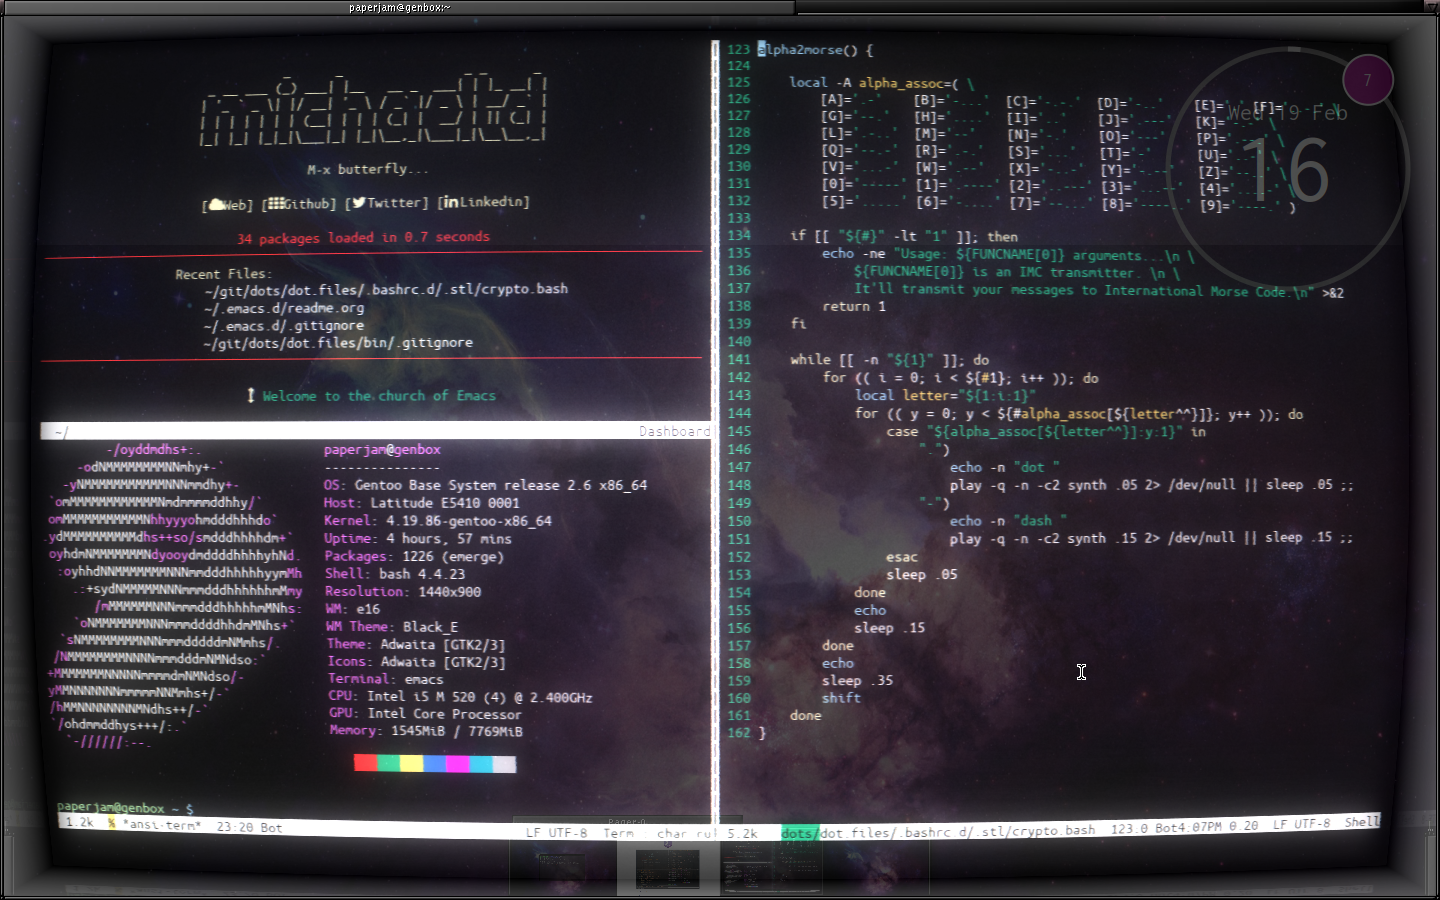 paperjam@genbox:~
M-x butterfly...
[Web] [Github] [Twitter] [Linkedin]
34 packages loaded in 0.7 seconds
Recent Files:
~/git/dots/dot.files/.bashrc.d/.stl/crypto.bash
~/.emacs.d/readme.org
~/.emacs.d/.gitignore
~/git/dots/dot.files/bin/.gitignore
Welcome to the church of Emacs
~/ Dashboard
paperjam@genbox
---------------
OS: Gentoo Base System release 2.6 x86_64
Host: Latitude E5410 0001
Kernel: 4.19.86-gentoo-x86_64
Uptime: 4 hours, 57 mins
Packages: 1226 (emerge)
Shell: bash 4.4.23
Resolution: 1440x900
WM: e16
WM Theme: Black_E
Theme: Adwaita [GTK2/3]
Icons: Adwaita [GTK2/3]
Terminal: emacs
CPU: Intel i5 M 520 (4) @ 2.400GHz
GPU: Intel Core Processor
Memory: 1545MiB / 7769MiB
paperjam@genbox ~ $
1.2k % *ansi-term* 23:20 Bot LF UTF-8 Term : char ru
123 alpha2morse() {
124
125 local -A alpha_assoc=( \
126 [A]='.-' [B]='-...' [C]='-.-.' [D]='-..' [E]='.' [F]='..-.' \
127 [G]='--.' [H]='....' [I]='..' [J]='.---' [K]='-.-' \
128 [L]='.-..' [M]='--' [N]='-.' [O]='---' [P]='.--.' \
129 [Q]='--.-' [R]='.-.' [S]='...' [T]='-' [U]='..-' \
130 [V]='...-' [W]='.--' [X]='-..-' [Y]='-.--' [Z]='--..' \
131 [0]='-----' [1]='.----' [2]='..---' [3]='...--' [4]='....-' \
132 [5]='.....' [6]='-....' [7]='--...' [8]='---..' [9]='----.' )
133
134 if [[ "${#}" -lt "1" ]]; then
135 echo -ne "Usage: ${FUNCNAME[0]} arguments...\n \
136 ${FUNCNAME[0]} is an IMC transmitter. \n \
137 It'll transmit your messages to International Morse Code.\n" >&2
138 return 1
139 fi
140
141 while [[ -n "${1}" ]]; do
142 for (( i = 0; i < ${#1}; i++ )); do
143 local letter="${1:i:1}"
144 for (( y = 0; y < ${#alpha_assoc[${letter^^}]}; y++ )); do
145 case "${alpha_assoc[${letter^^}]:y:1}" in
146 ".")
147 echo -n "dot "
148 play -q -n -c2 synth .05 2> /dev/null || sleep .05 ;;
149 "-")
150 echo -n "dash "
151 play -q -n -c2 synth .15 2> /dev/null || sleep .15 ;;
152 esac
153 sleep .05
154 done
155 echo
156 sleep .15
157 done
158 echo
159 sleep .35
160 shift
161 done
162 }
5.2k dots/dot.files/.bashrc d/.stl/crypto.bash 123.0 Bot4:07PM 0.20 LF UTF-8 Shell
7
Wed 19 Feb
16
Pager-0